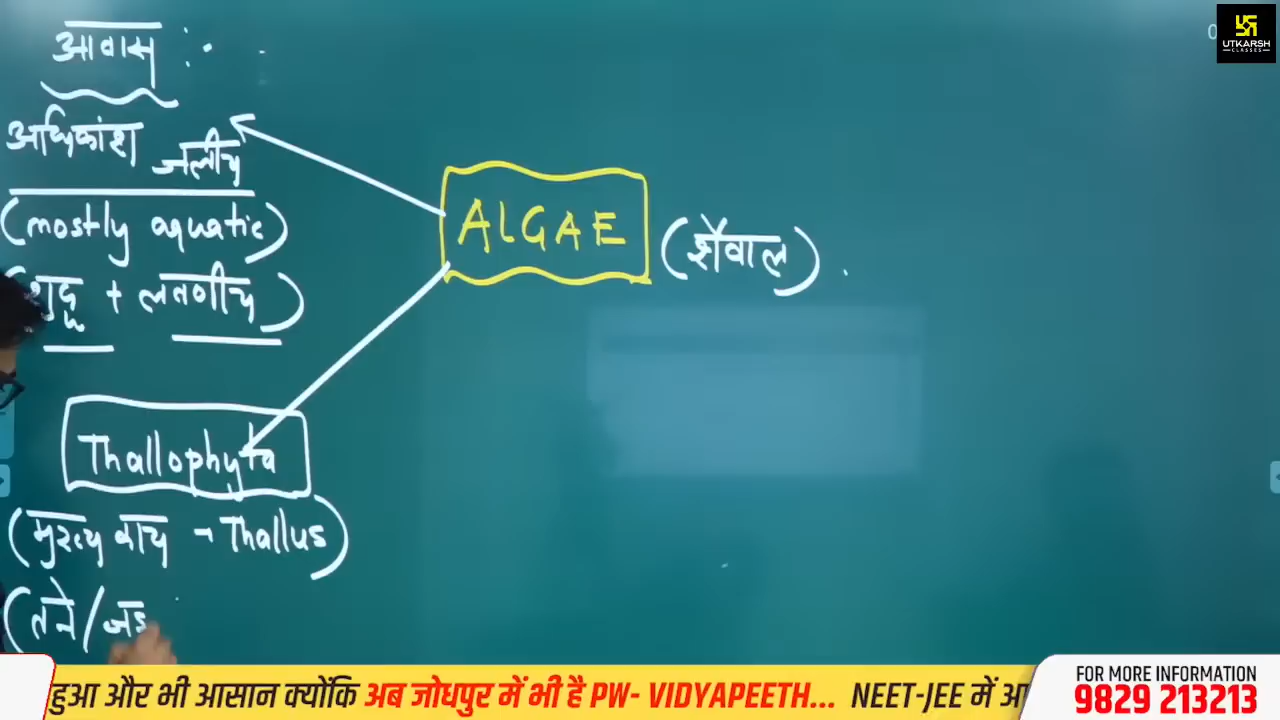 आवास :
अधिकांश जलीय
(mostly aquatic)
+ लवणीय)
Thallophyta
(मुख्य काय - Thallus)
(तने/जड़
ALGAE
(शैवाल)
UTKARSH
CLASSES
हुआ और भी आसान क्योंकि अब जोधपुर में भी है PW- VIDYAPEETH... NEET-JEE में
FOR MORE INFORMATION
9829 213213